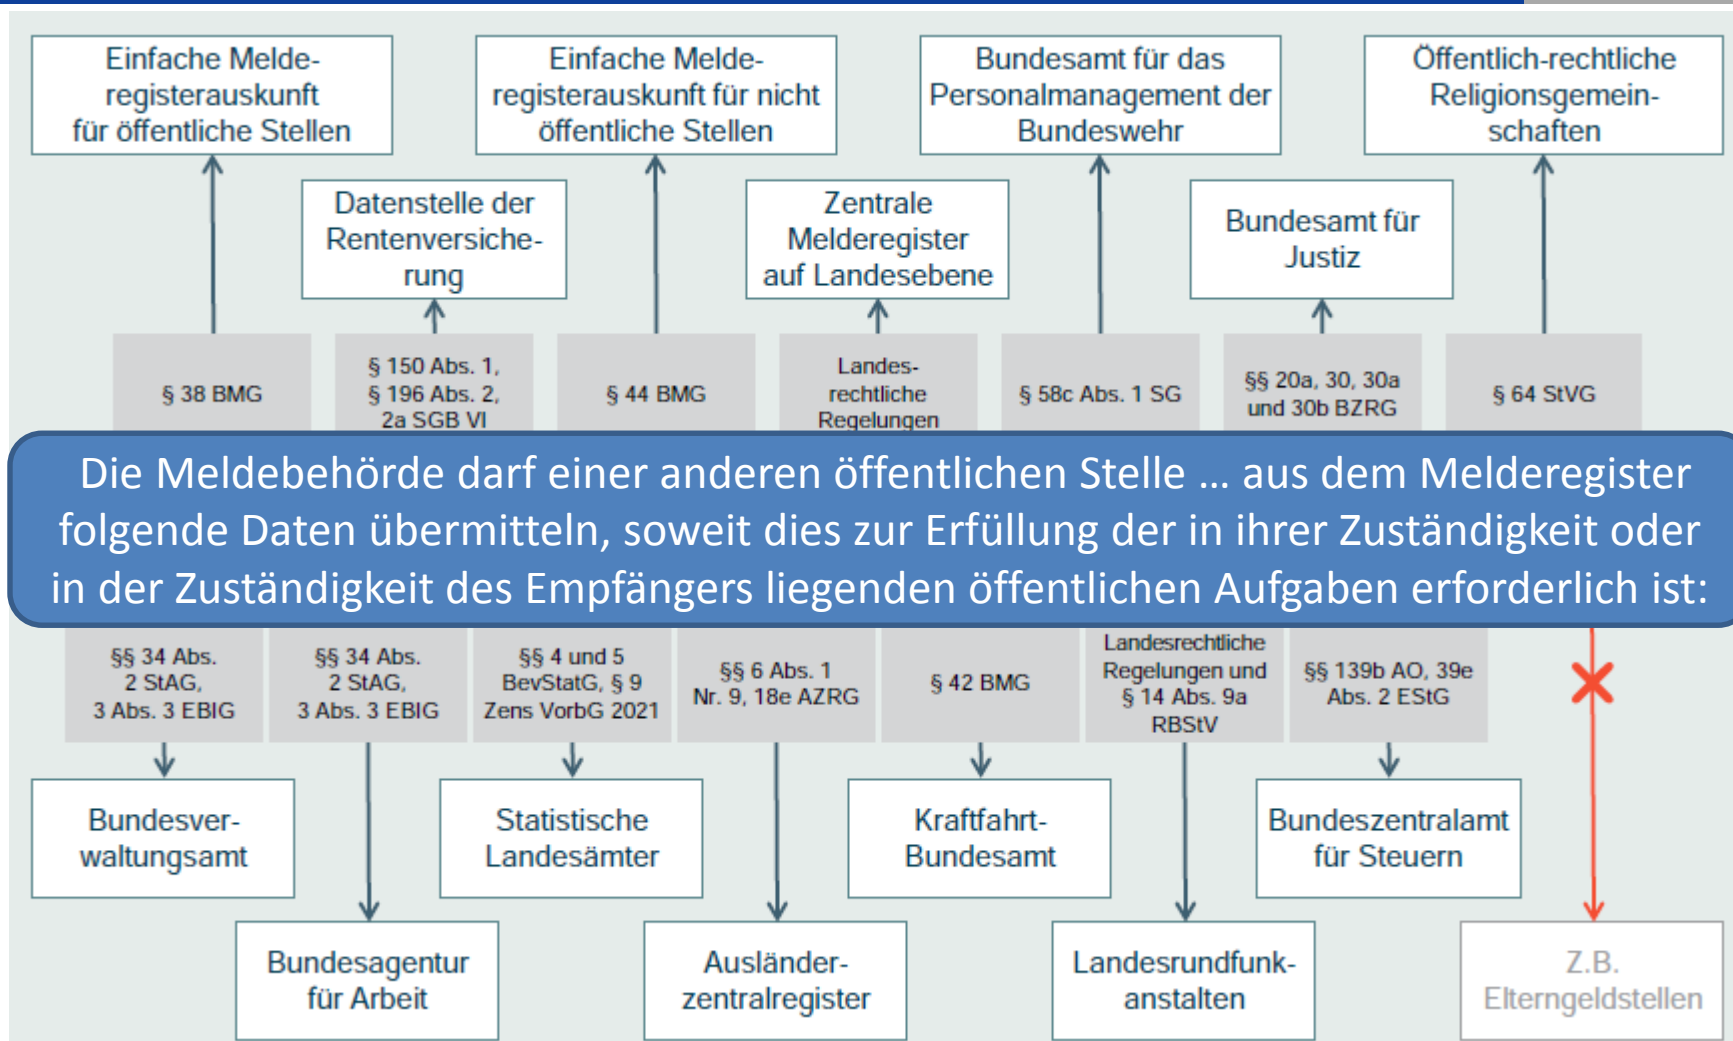 Einfache Melde-
registerauskunft
für öffentliche Stellen
Einfache Melde-
registerauskunft für nicht
öffentliche Stellen
Bundesamt für das
Personalmanagement der
Bundeswehr
Öffentlich-rechtliche
Religionsgemein-
schaften
Datenstelle der
Rentenversiche-
rung
Zentrale
Melderegister
auf Landesebene
Bundesamt für
Justiz
§ 38 BMG
§ 150 Abs. 1,
§ 196 Abs. 2,
2a SGB VI
§ 44 BMG
Landes-
rechtliche
Regelungen
§ 58c Abs. 1 SG
§§ 20a, 30, 30a
und 30b BZRG
§ 64 StVG
Die Meldebehörde darf einer anderen öffentlichen Stelle … aus dem Melderegister
folgende Daten übermitteln, soweit dies zur Erfüllung der in ihrer Zuständigkeit oder
in der Zuständigkeit des Empfängers liegenden öffentlichen Aufgaben erforderlich ist:
§§ 34 Abs.
2 StAG,
3 Abs. 3 EBIG
§§ 34 Abs.
2 StAG,
3 Abs. 3 EBIG
§§ 4 und 5
BevStatG, § 9
Zens VorbG 2021
§§ 6 Abs. 1
Nr. 9, 18e AZRG
§ 42 BMG
Landesrechtliche
Regelungen und
§ 14 Abs. 9a
RBStV
§§ 139b AO, 39e
Abs. 2 EStG
Bundesver-
waltungsamt
Statistische
Landesämter
Kraftfahrt-
Bundesamt
Bundeszentralamt
für Steuern
Bundesagentur
für Arbeit
Ausländer-
zentralregister
Landesrundfunk-
anstalten
Z.B.
Elterngeldstellen